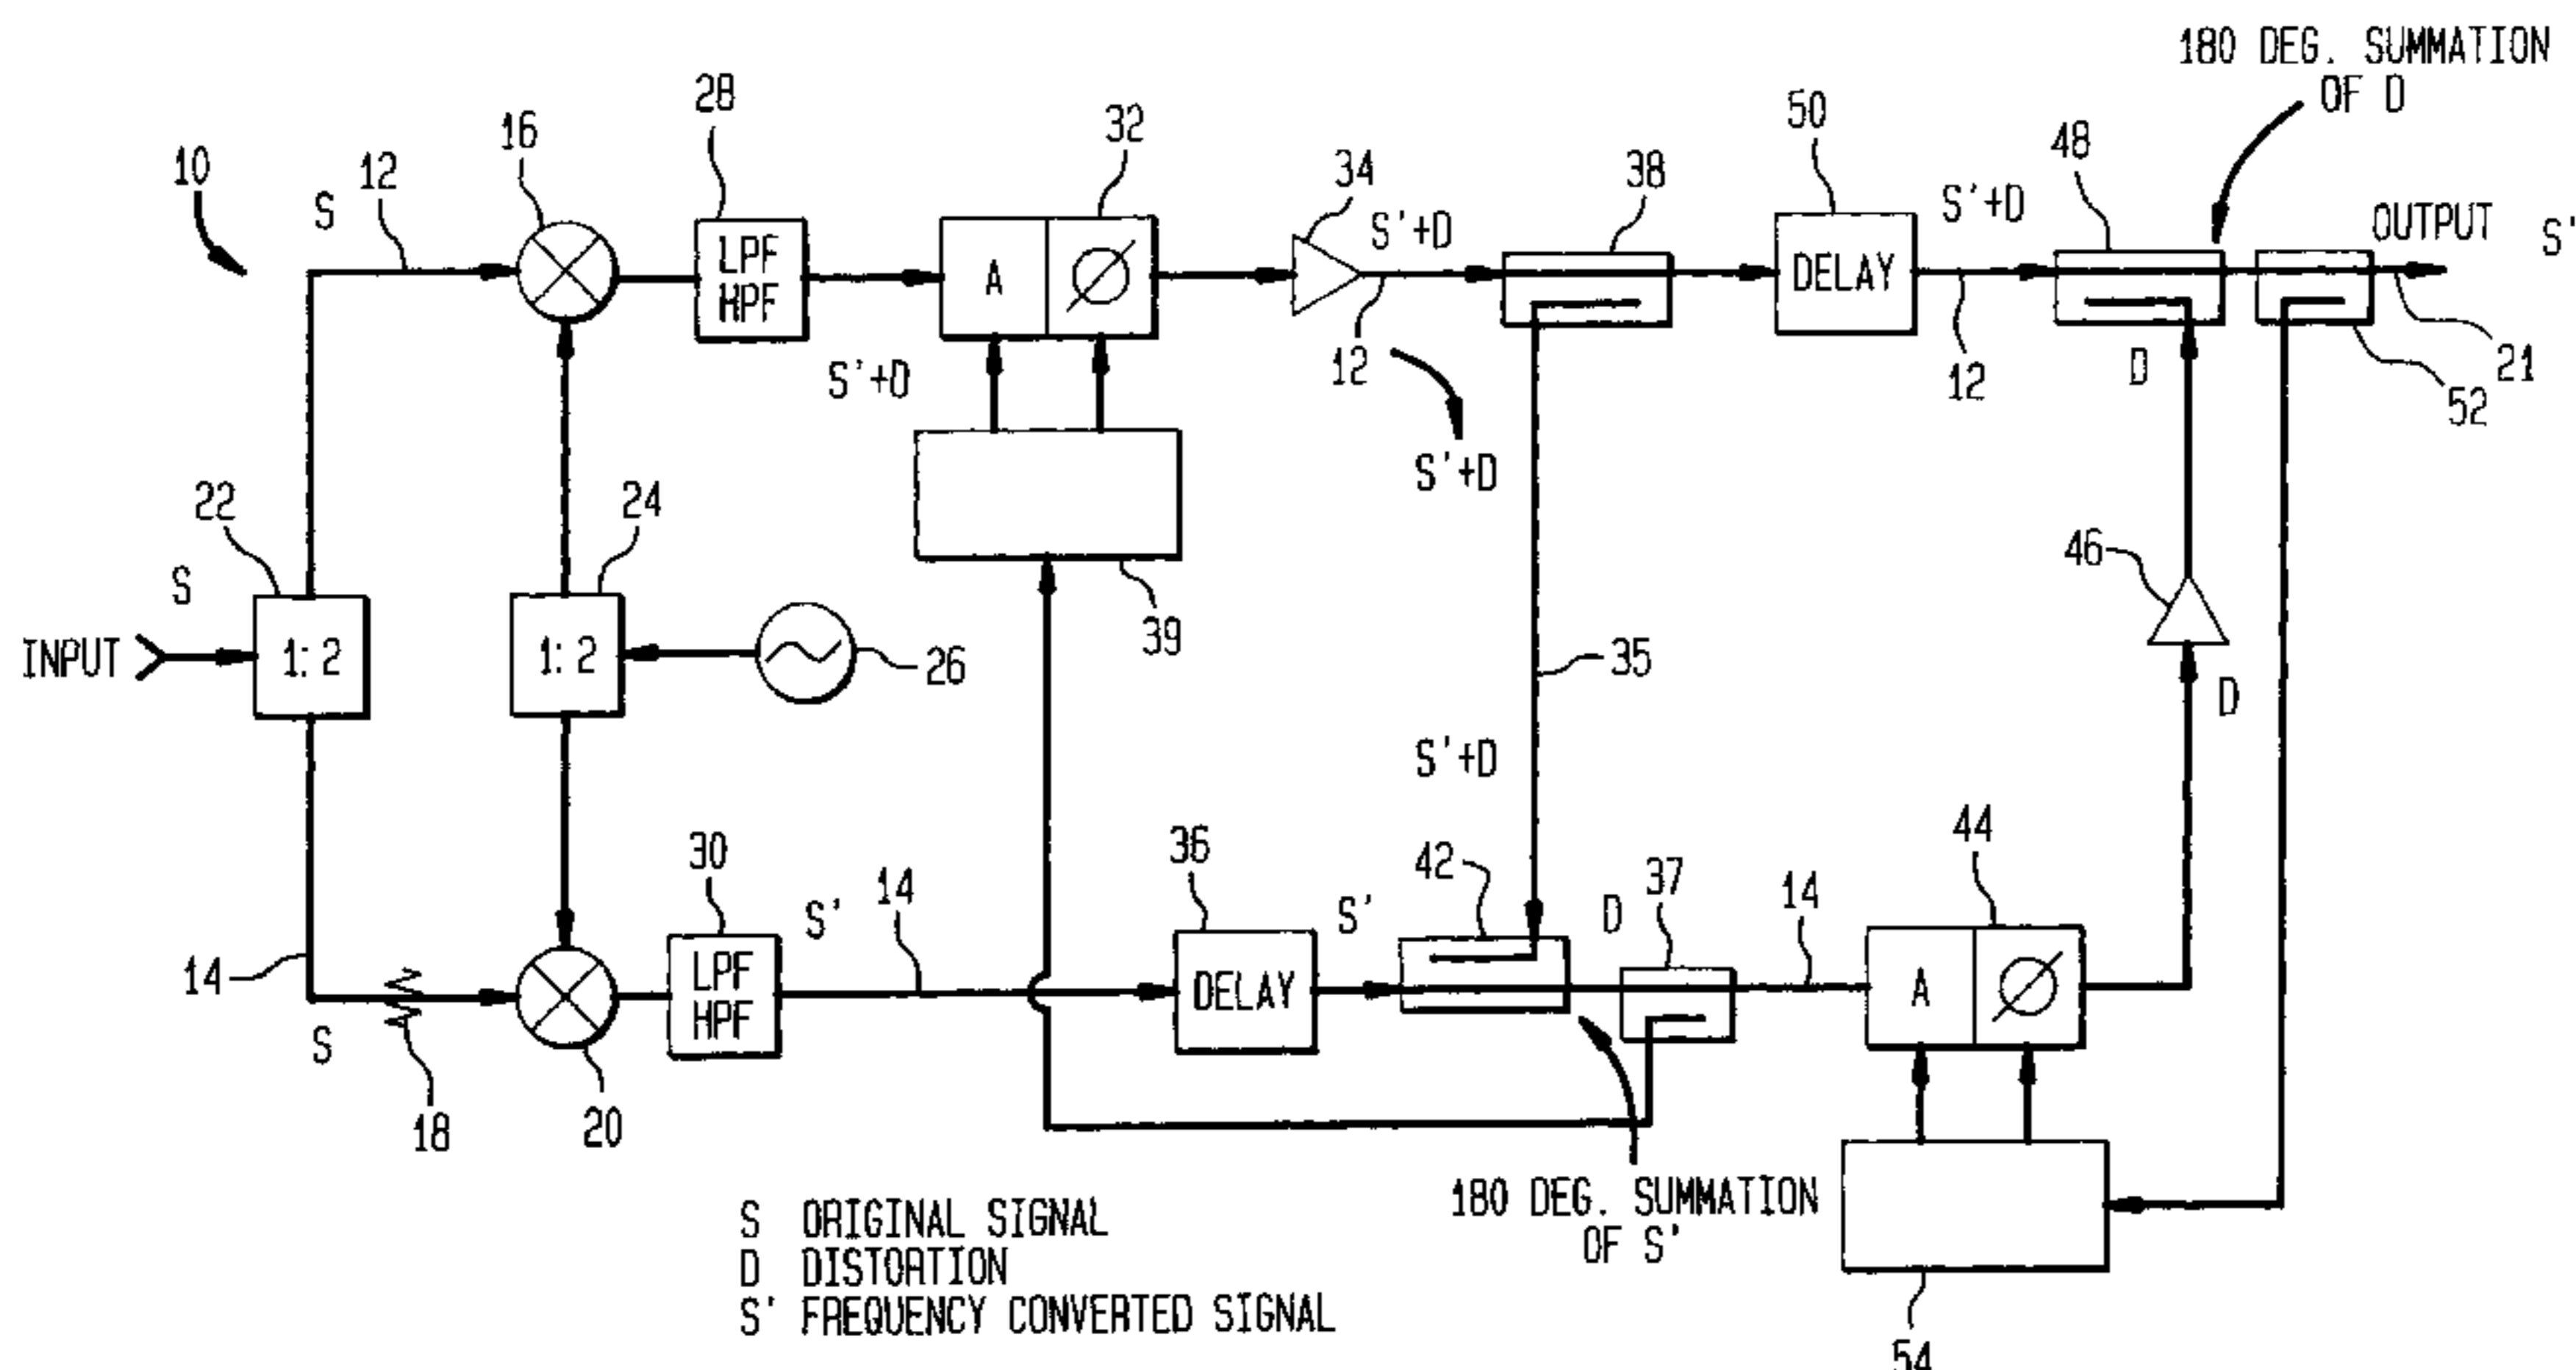 180 DEG. SUMMATION
OF D
10
S
12
16
28
32
34
S'+D
38
50
S'+D
48
OUTPUT
S'
LPF
HPF
A
Ø
DELAY
S'+D
12
S'+D
12
D
21
52
22
24
S
39
46
INPUT
1:2
1:2
26
35
D
S'+D
14
30
S'
14
36
S'
42
D
37
14
44
LPF
HPF
DELAY
A
Ø
S
18
20
180 DEG. SUMMATION
OF S'
S ORIGINAL SIGNAL
D DISTORTION
S' FREQUENCY CONVERTED SIGNAL
54